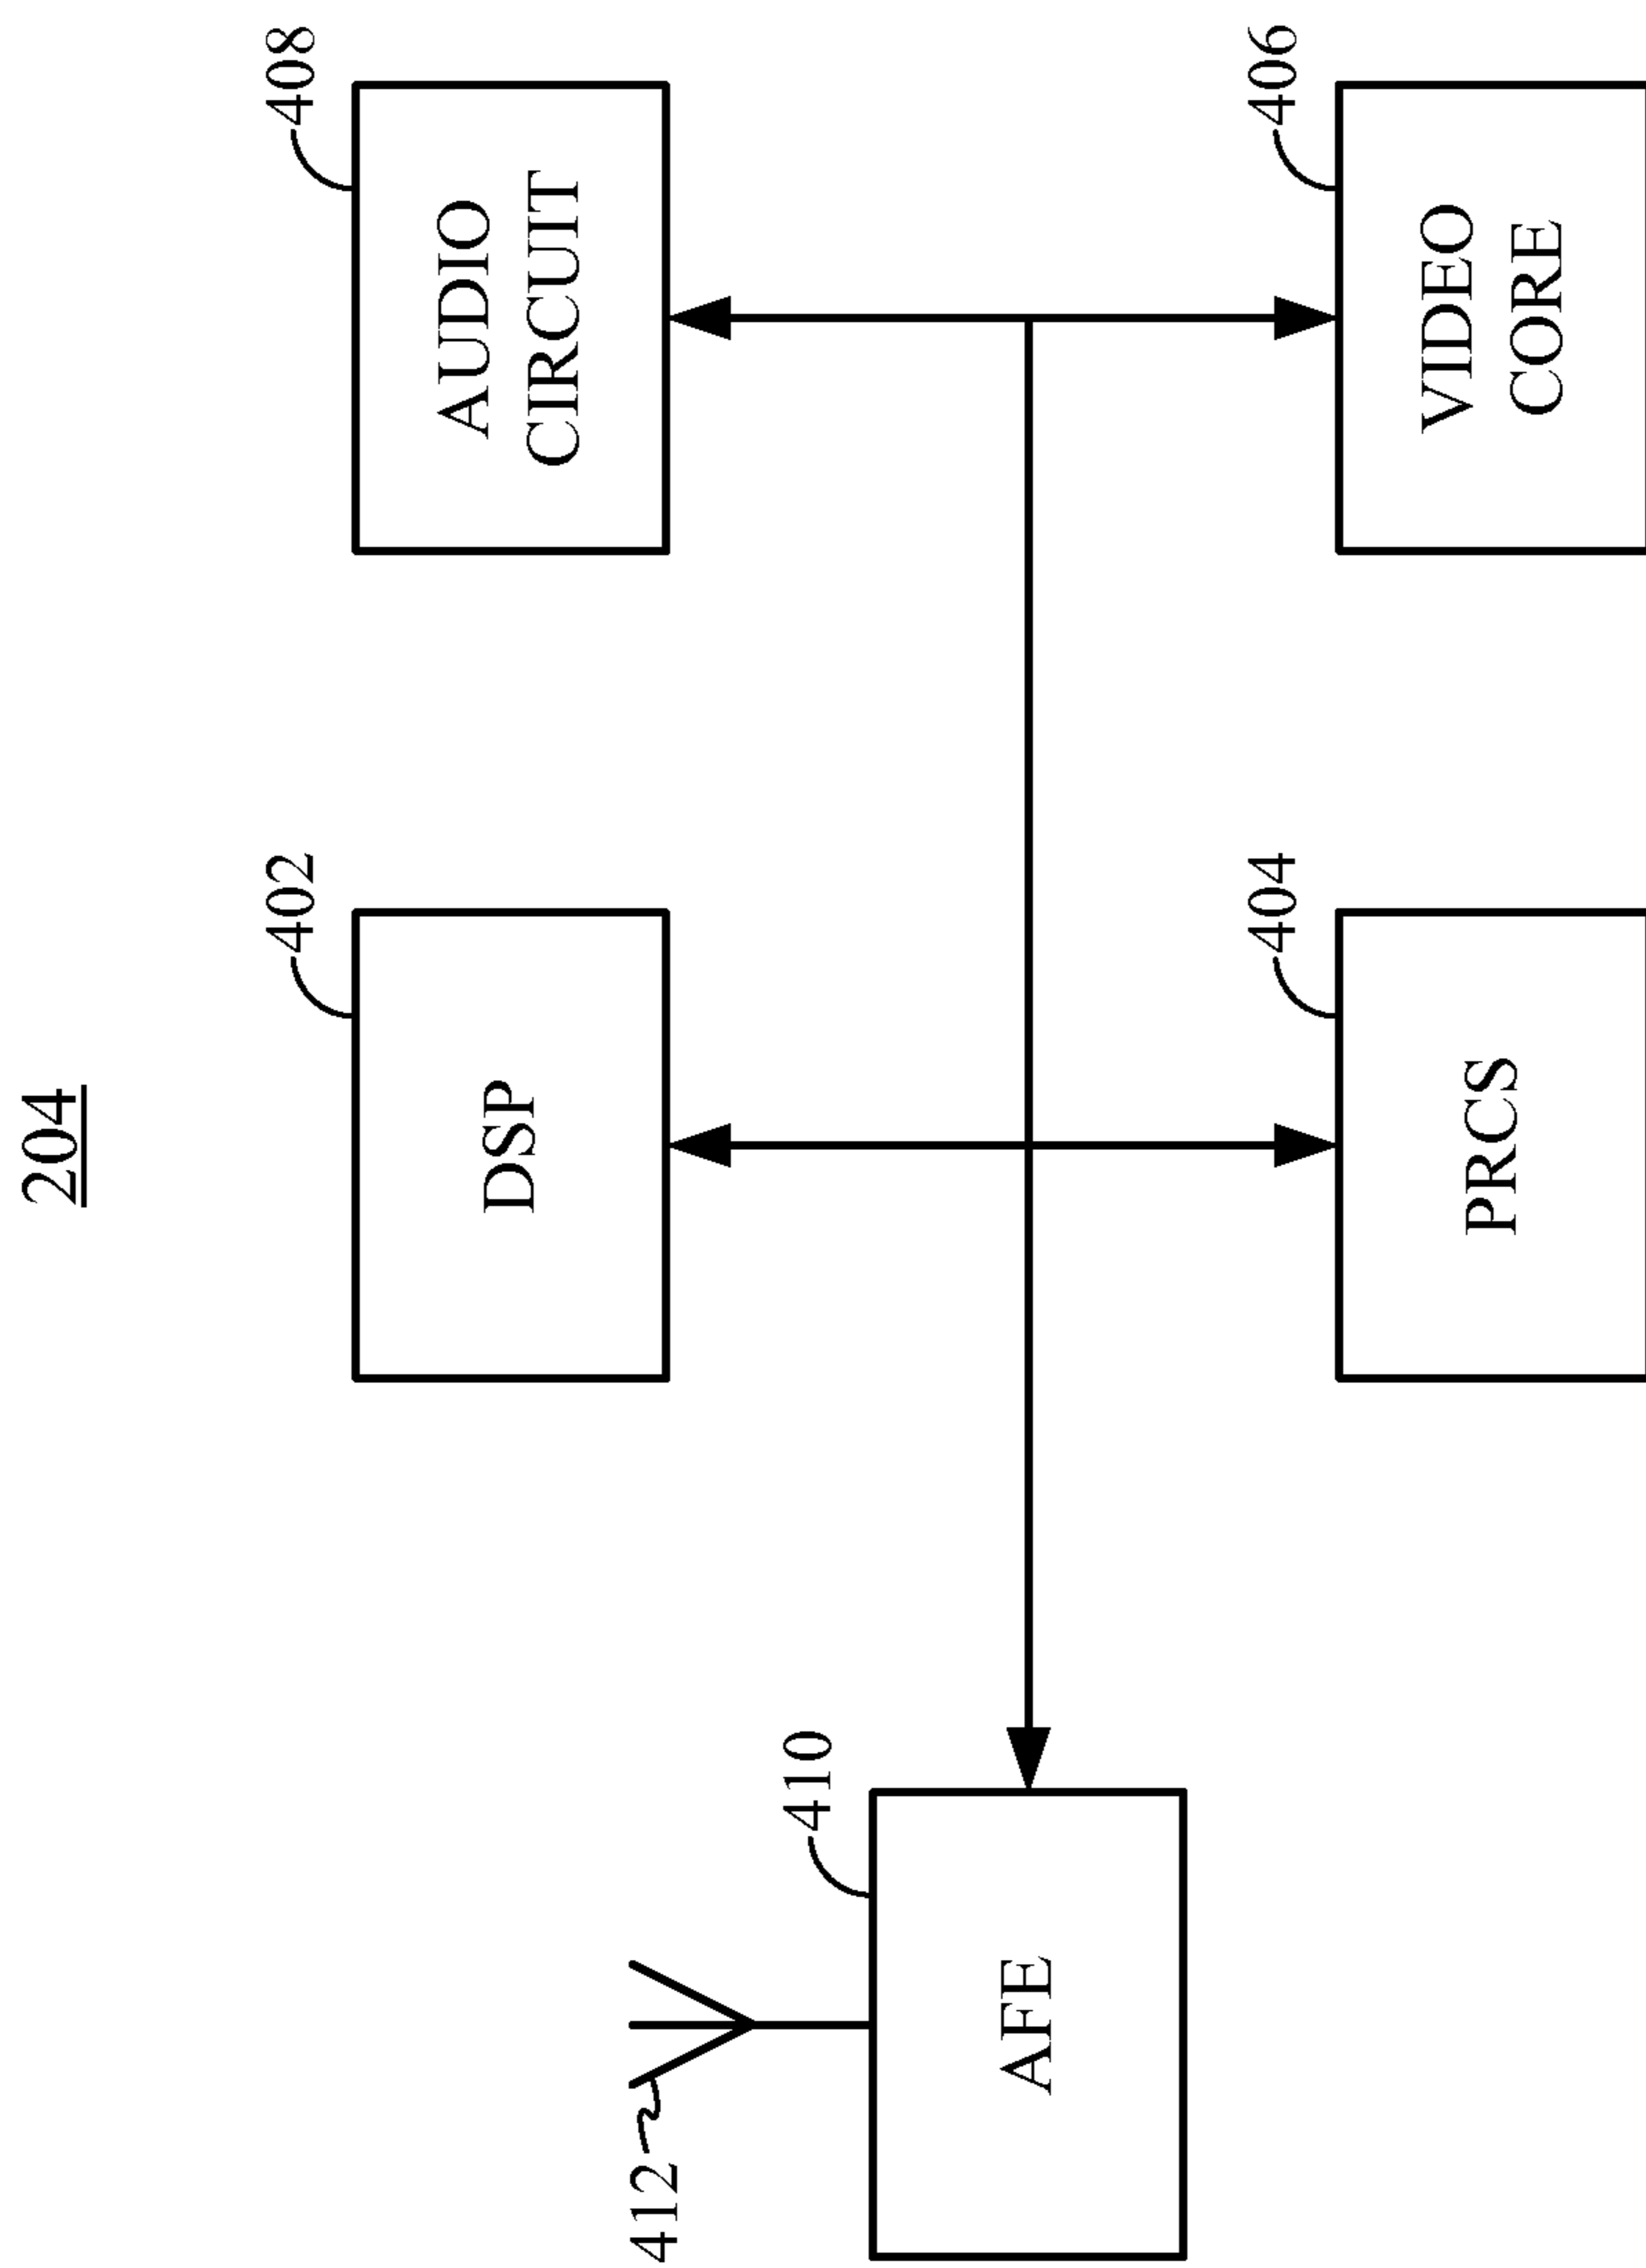 204
412
410
AFE
402
DSP
408
AUDIO
CIRCUIT
404
PRCS
406
VIDEO
CORE